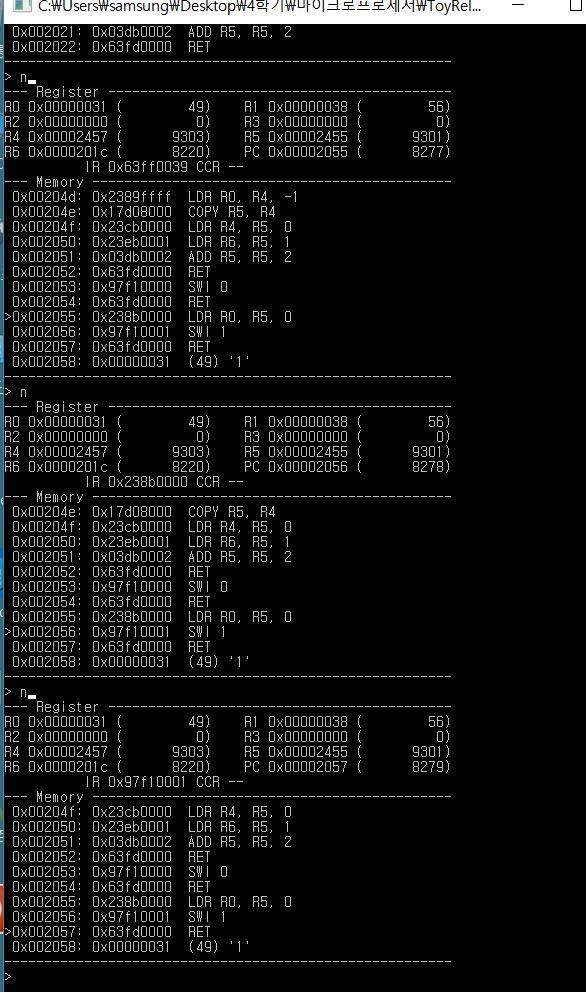 C:\Users\samsung\Desktop\4학기\마이크로프로세서\ToyRel...
0x002021: 0x03db0002 ADD R5, R5, 2
0x002022: 0x63fd0000 RET
--------------------------------------------------------
> n
--- Register -------------------------------------------
R0 0x00000031 ( 49) R1 0x00000038 ( 56)
R2 0x00000000 ( 0) R3 0x00000000 ( 0)
R4 0x00002457 ( 9303) R5 0x00002455 ( 9301)
R6 0x0000201c ( 8220) PC 0x00002055 ( 8277)
IR 0x63ff0039 CCR --
--- Memory ---------------------------------------------
0x00204d: 0x2389ffff LDR R0, R4, -1
0x00204e: 0x17d08000 COPY R5, R4
0x00204f: 0x23cb0000 LDR R4, R5, 0
0x002050: 0x23eb0001 LDR R6, R5, 1
0x002051: 0x03db0002 ADD R5, R5, 2
0x002052: 0x63fd0000 RET
0x002053: 0x97f10000 SWI 0
0x002054: 0x63fd0000 RET
>0x002055: 0x238b0000 LDR R0, R5, 0
0x002056: 0x97f10001 SWI 1
0x002057: 0x63fd0000 RET
0x002058: 0x00000031 (49) '1'
--------------------------------------------------------
> n
--- Register -------------------------------------------
R0 0x00000031 ( 49) R1 0x00000038 ( 56)
R2 0x00000000 ( 0) R3 0x00000000 ( 0)
R4 0x00002457 ( 9303) R5 0x00002455 ( 9301)
R6 0x0000201c ( 8220) PC 0x00002056 ( 8278)
IR 0x238b0000 CCR --
--- Memory ---------------------------------------------
0x00204e: 0x17d08000 COPY R5, R4
0x00204f: 0x23cb0000 LDR R4, R5, 0
0x002050: 0x23eb0001 LDR R6, R5, 1
0x002051: 0x03db0002 ADD R5, R5, 2
0x002052: 0x63fd0000 RET
0x002053: 0x97f10000 SWI 0
0x002054: 0x63fd0000 RET
0x002055: 0x238b0000 LDR R0, R5, 0
>0x002056: 0x97f10001 SWI 1
0x002057: 0x63fd0000 RET
0x002058: 0x00000031 (49) '1'
--------------------------------------------------------
> n
--- Register -------------------------------------------
R0 0x00000031 ( 49) R1 0x00000038 ( 56)
R2 0x00000000 ( 0) R3 0x00000000 ( 0)
R4 0x00002457 ( 9303) R5 0x00002455 ( 9301)
R6 0x0000201c ( 8220) PC 0x00002057 ( 8279)
IR 0x97f10001 CCR --
--- Memory ---------------------------------------------
0x00204f: 0x23cb0000 LDR R4, R5, 0
0x002050: 0x23eb0001 LDR R6, R5, 1
0x002051: 0x03db0002 ADD R5, R5, 2
0x002052: 0x63fd0000 RET
0x002053: 0x97f10000 SWI 0
0x002054: 0x63fd0000 RET
0x002055: 0x238b0000 LDR R0, R5, 0
0x002056: 0x97f10001 SWI 1
>0x002057: 0x63fd0000 RET
0x002058: 0x00000031 (49) '1'
--------------------------------------------------------
>